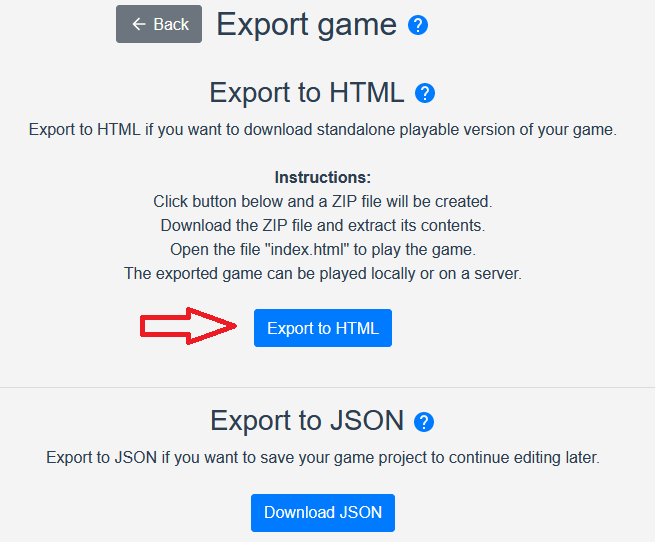 Back Export game ?
Export to HTML ?
Export to HTML if you want to download standalone playable version of your game.
Instructions:
Click button below and a ZIP file will be created.
Download the ZIP file and extract its contents.
Open the file "index.html" to play the game.
The exported game can be played locally or on a server.
Export to HTML
Export to JSON ?
Export to JSON if you want to save your game project to continue editing later.
Download JSON